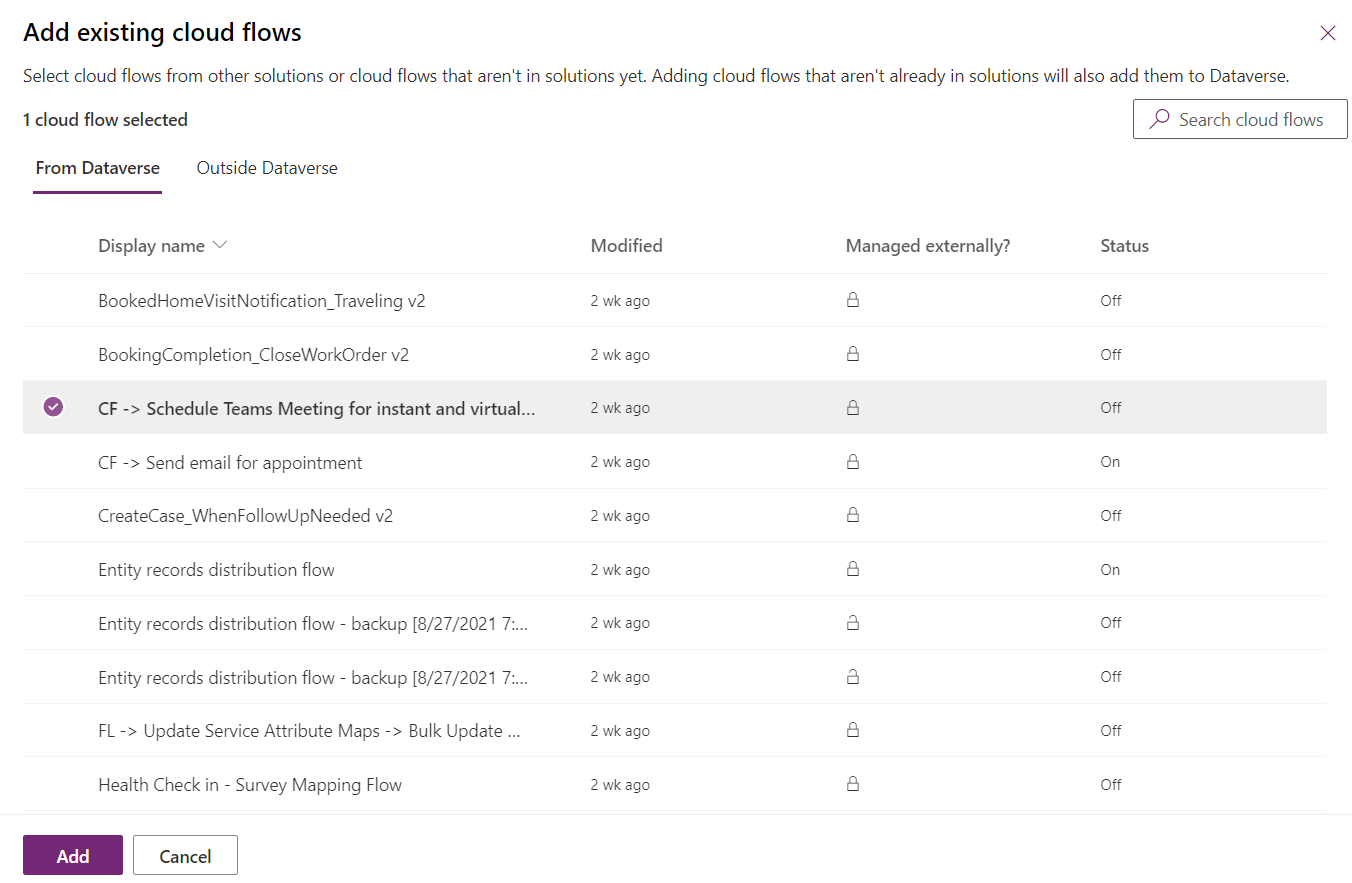 Add existing cloud flows
Select cloud flows from other solutions or cloud flows that aren't in solutions yet. Adding cloud flows that aren't already in solutions will also add them to Dataverse.
1 cloud flow selected
Search cloud flows
From Dataverse Outside Dataverse
Display name Modified Managed externally? Status
BookedHomeVisitNotification_Traveling v2 2 wk ago Off
BookingCompletion_CloseWorkOrder v2 2 wk ago Off
CF -> Schedule Teams Meeting for instant and virtual... 2 wk ago Off
CF -> Send email for appointment 2 wk ago On
CreateCase_WhenFollowUpNeeded v2 2 wk ago Off
Entity records distribution flow 2 wk ago On
Entity records distribution flow - backup [8/27/2021 7:... 2 wk ago Off
Entity records distribution flow - backup [8/27/2021 7:... 2 wk ago Off
FL -> Update Service Attribute Maps -> Bulk Update ... 2 wk ago Off
Health Check in - Survey Mapping Flow 2 wk ago Off
Add Cancel